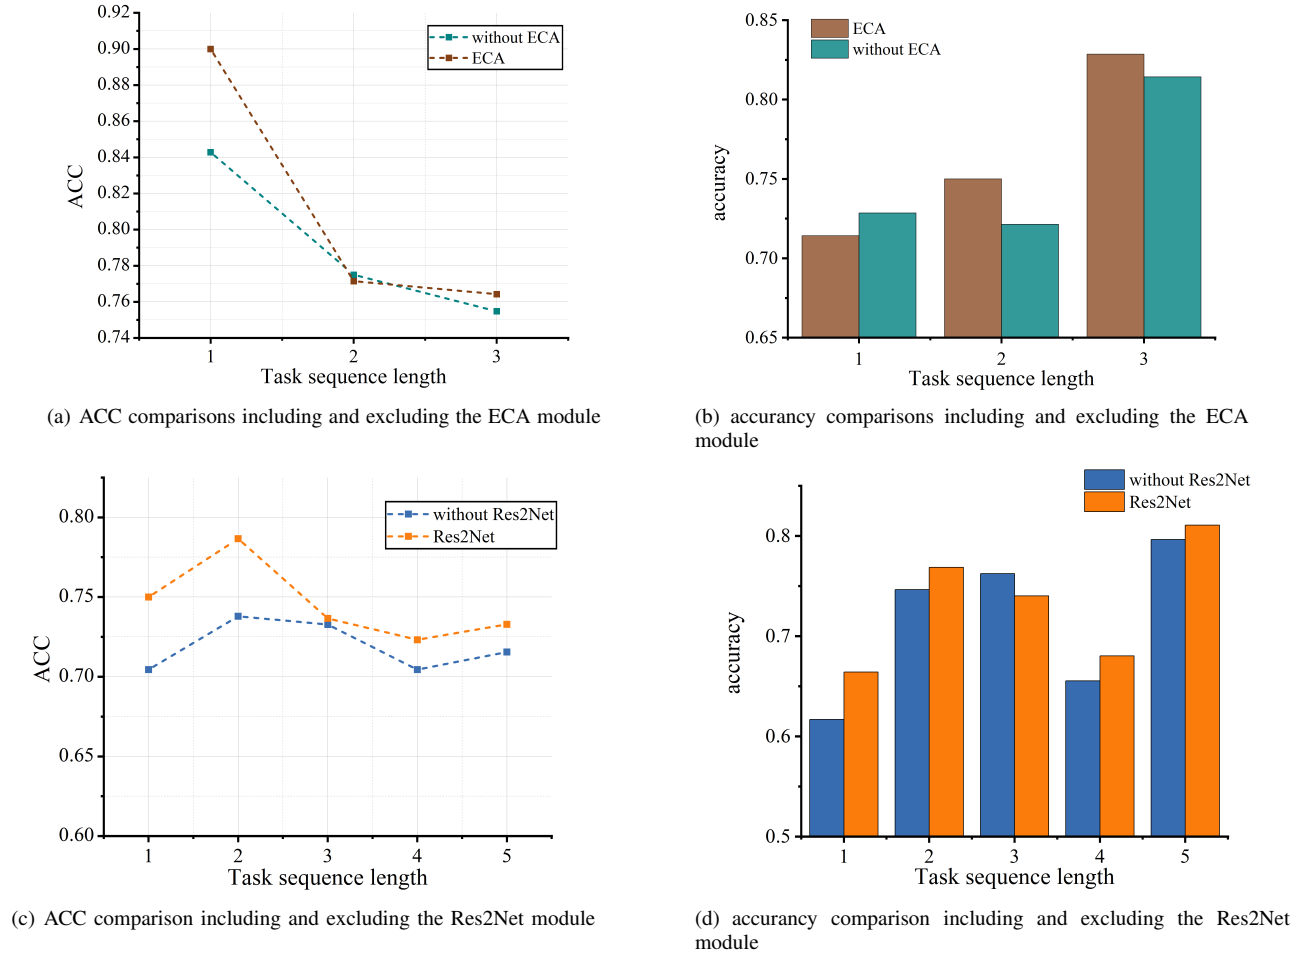 0.92
0.90
0.88
0.86
0.84
0.82
0.80
0.78
0.76
0.74
ACC
without ECA
ECA
1
2
3
Task sequence length
(a) ACC comparisons including and excluding the ECA module
0.85
0.80
0.75
0.70
0.65
accuracy
ECA
without ECA
1
2
3
Task sequence length
(b) accurancy comparisons including and excluding the ECA
module
0.80
0.75
0.70
0.65
0.60
ACC
without Res2Net
Res2Net
1
2
3
4
5
Task sequence length
(c) ACC comparison including and excluding the Res2Net module
without Res2Net
Res2Net
0.8
0.7
0.6
0.5
accuracy
1
2
3
4
5
Task sequence length
(d) accurancy comparison including and excluding the Res2Net
module